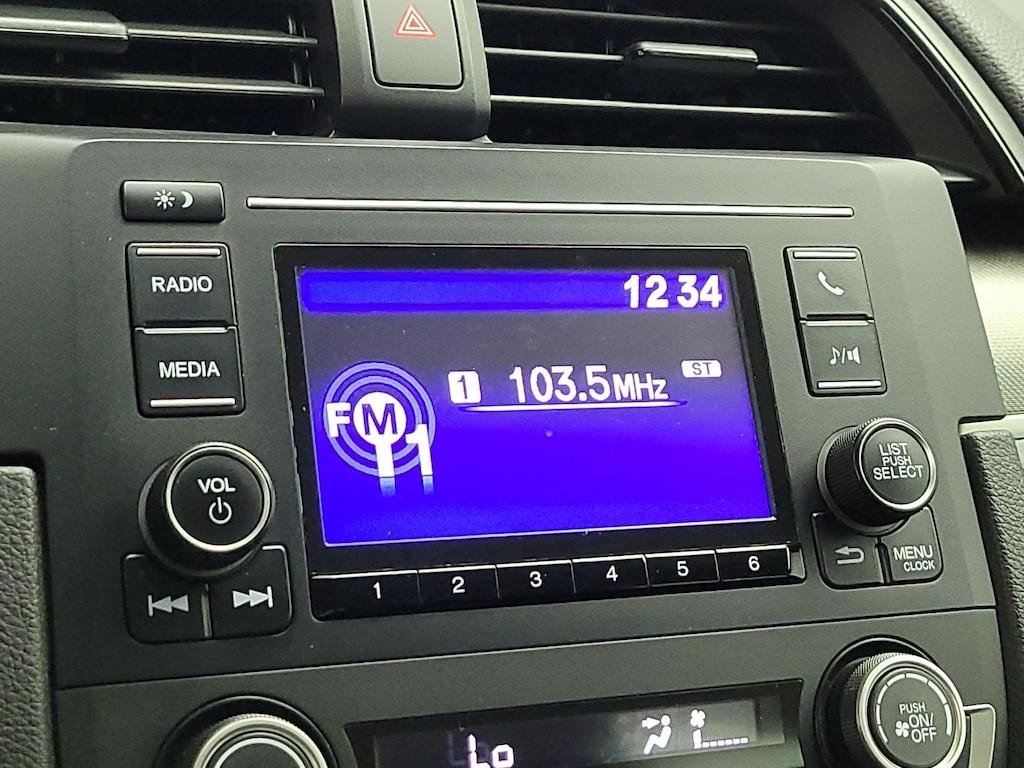 RADIO
MEDIA
12 34
1 103.5MHz ST
FM
1
VOL
LIST
PUSH
SELECT
MENU
CLOCK
1 2 3 4 5 6
PUSH
ON/
OFF
Lo